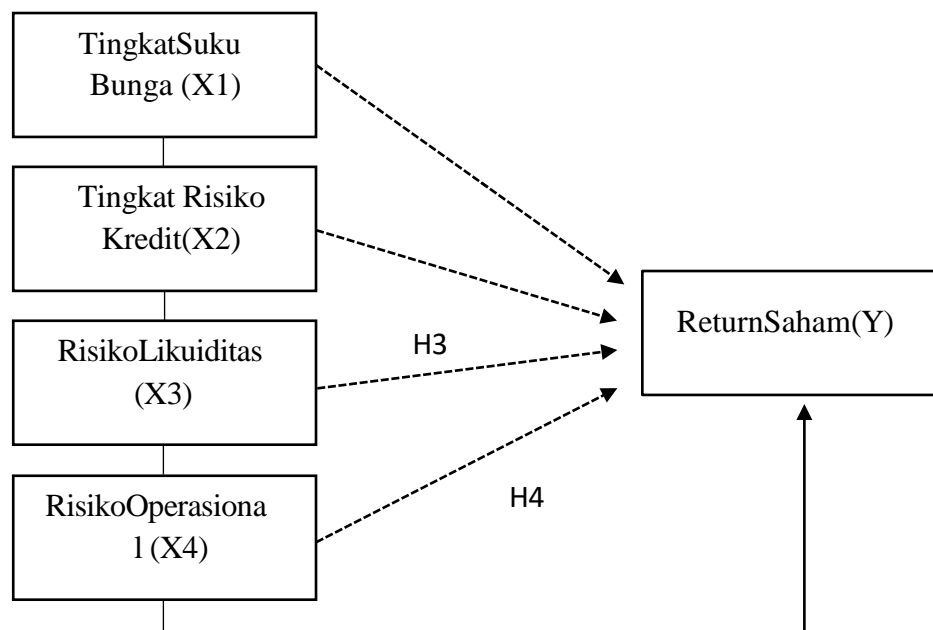 TingkatSuku
Bunga (X1)
Tingkat Risiko
Kredit(X2)
ReturnSaham(Y)
RisikoLikuiditas
(X3)
H3
RisikoOperasiona
l (X4)
H4